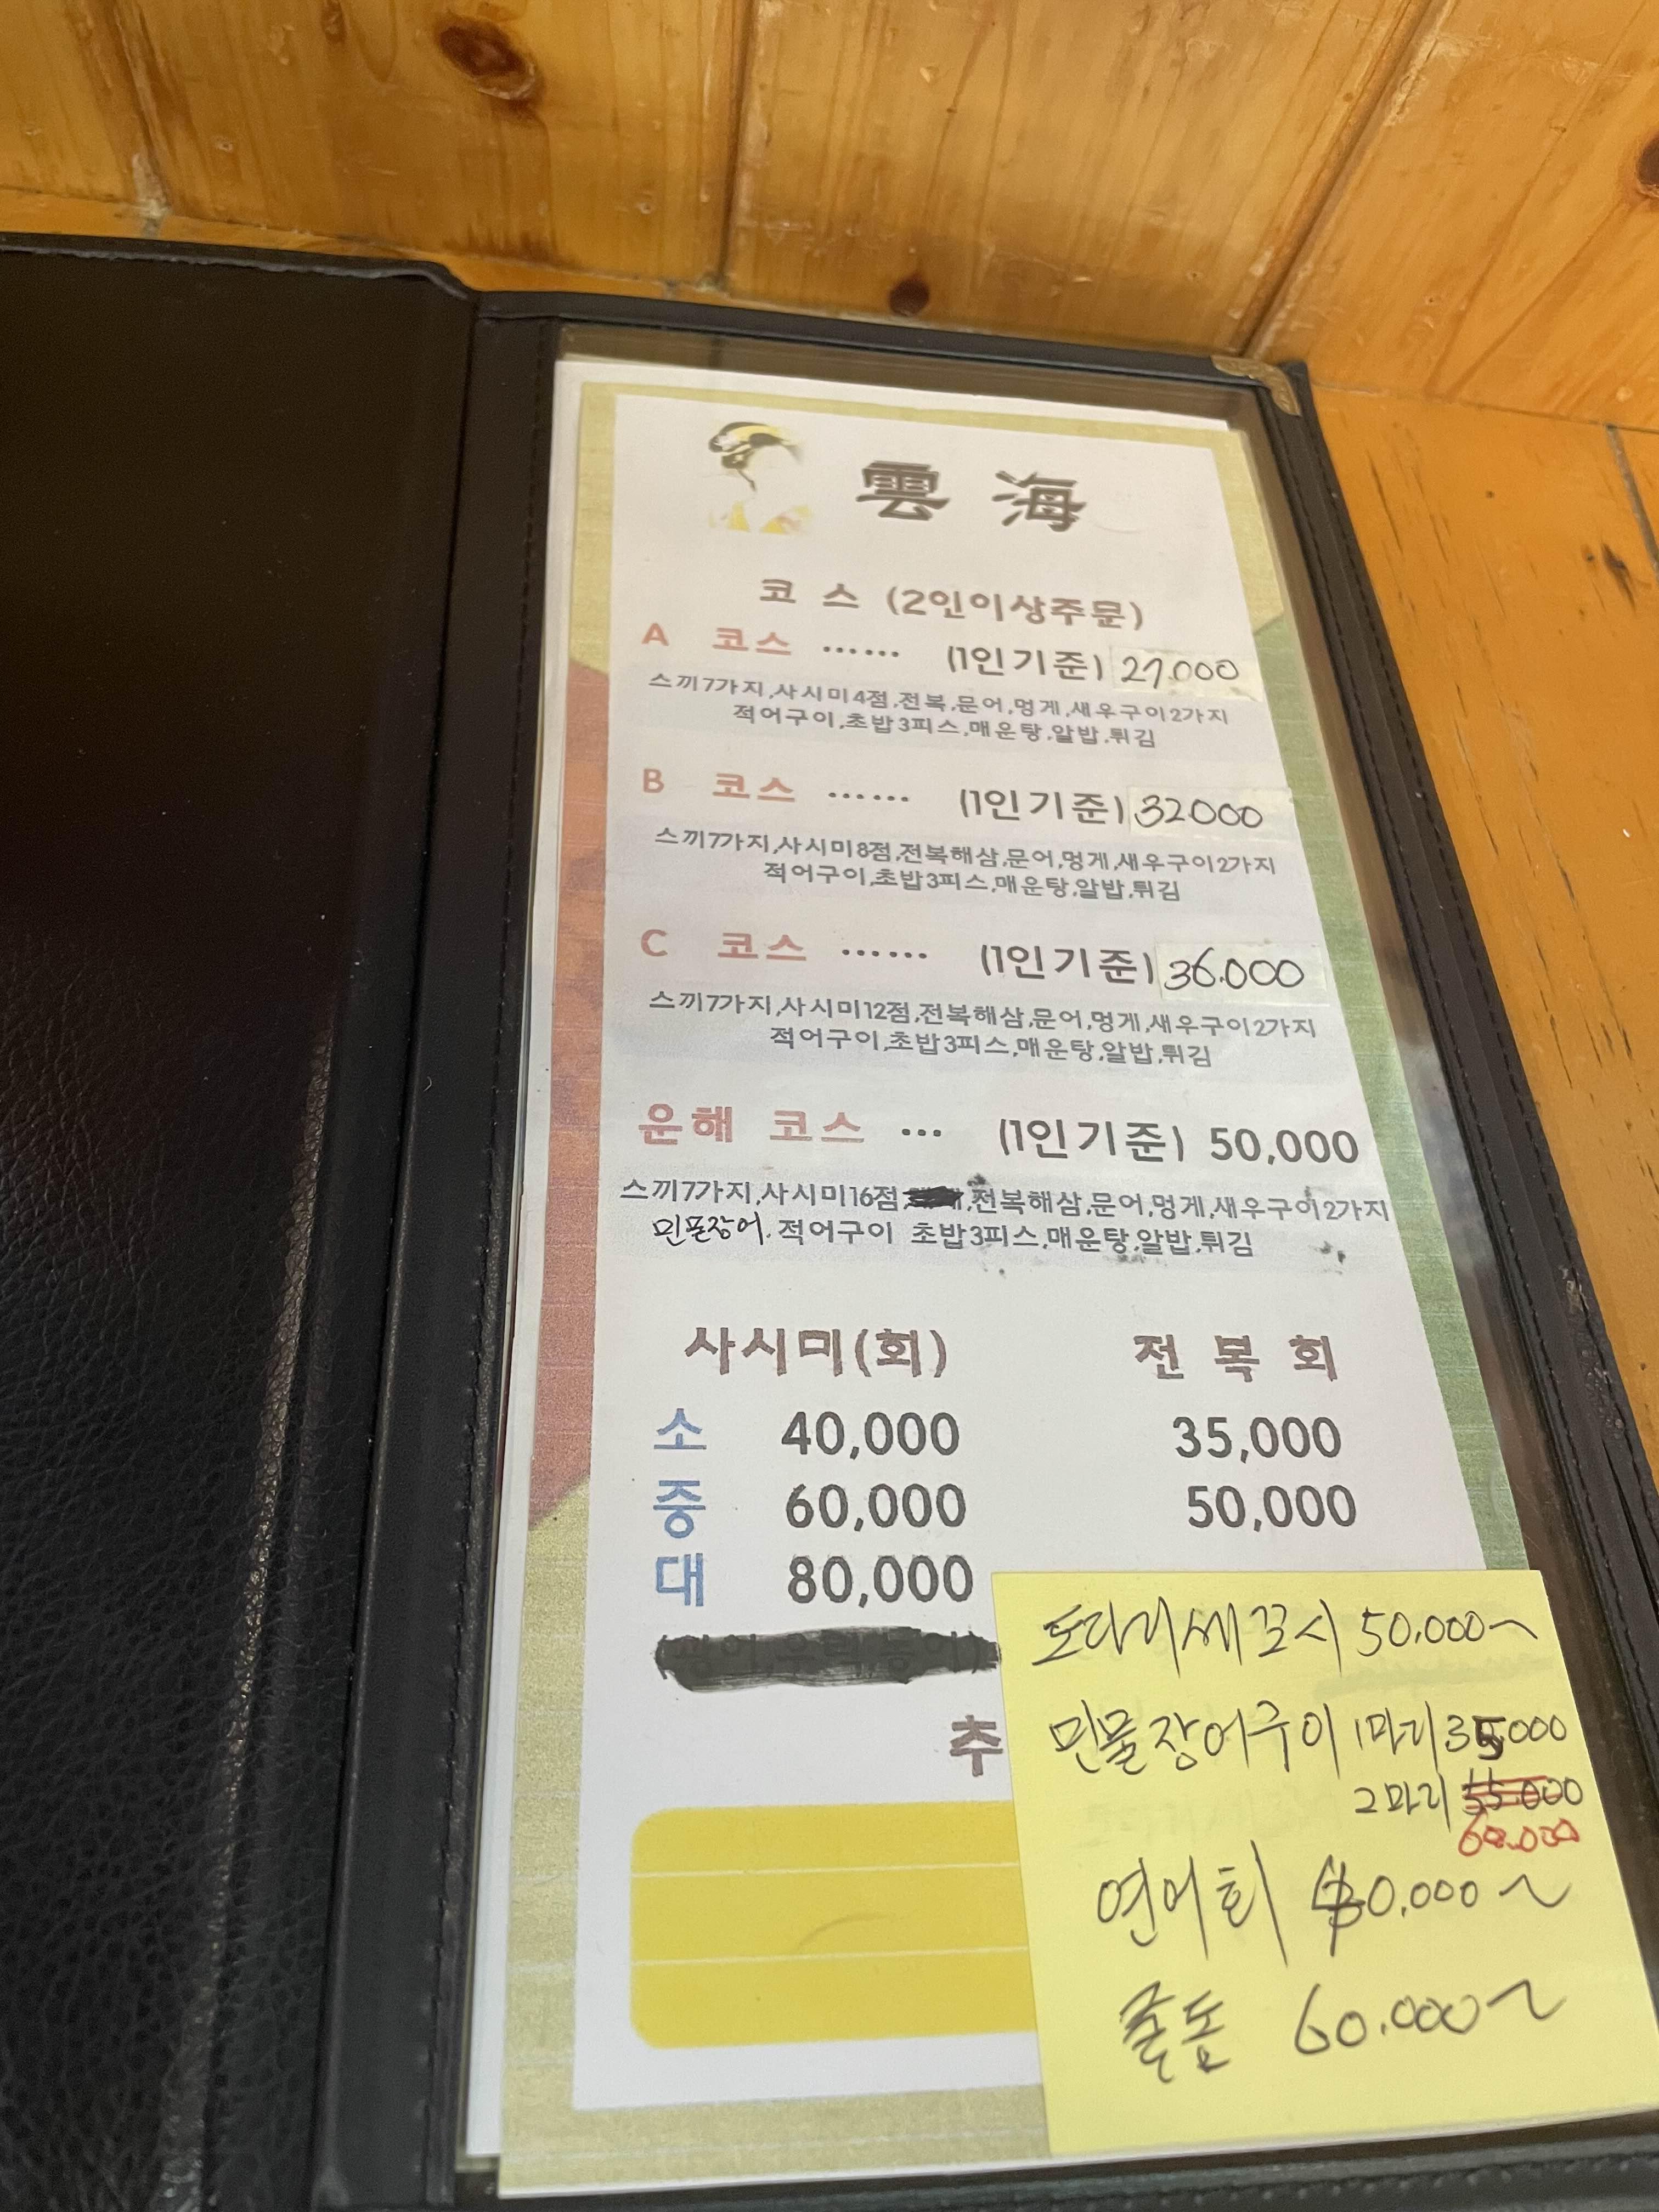 雲海
코스 (2인이상주문)
A 코스 ...... (1인기준) 27.000
스끼7가지,사시미4점,전복,문어,멍게,새우구이2가지
적어구이,초밥3피스,매운탕,알밥,튀김
B 코스 ...... (1인기준) 32.000
스끼7가지,사시미8점,전복해삼,문어,멍게,새우구이2가지
적어구이,초밥3피스,매운탕,알밥,튀김
C 코스 ...... (1인기준) 36.000
스끼7가지,사시미12점,전복해삼,문어,멍게,새우구이2가지
적어구이,초밥3피스,매운탕,알밥,튀김
운해 코스 ... (1인기준) 50,000
스끼7가지,사시미16점,전복해삼,문어,멍게,새우구이2가지
민물장어,적어구이 초밥3피스,매운탕,알밥,튀김
사시미(회) 전복회
소 40,000 35,000
중 60,000 50,000
대 80,000
추
도다리세꼬시 50.000~
민물장어구이 1마리 35000
2마리 55.000
60.000
연어회 0.000~
줄돔 60.000~